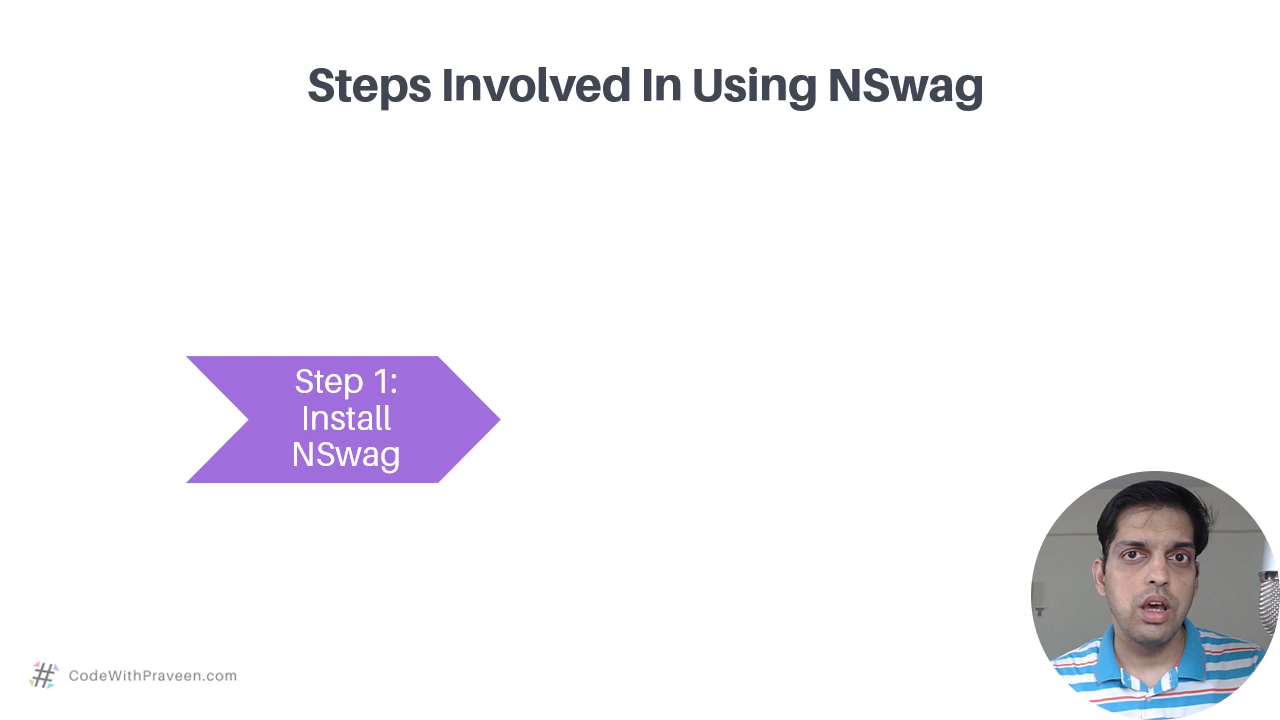 Steps Involved In Using NSwag
Step 1:
Install
NSwag
CodeWithPraveen.com